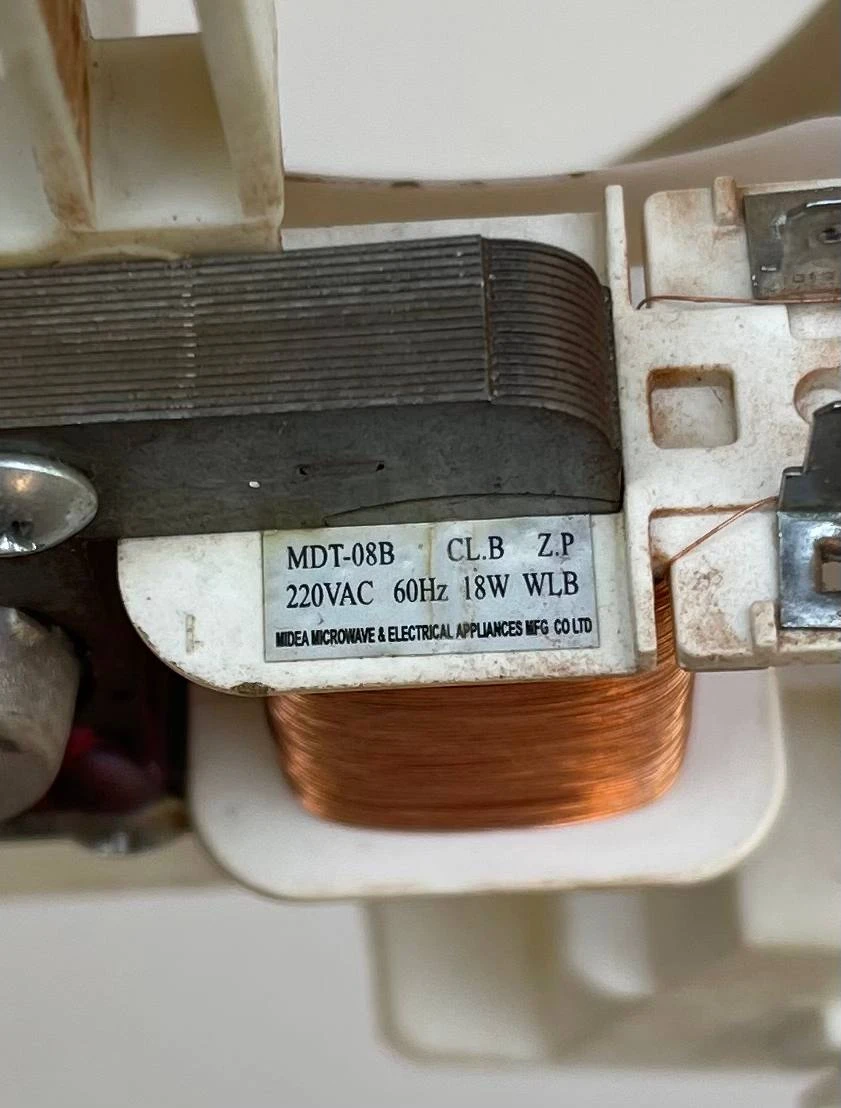 MDT-08B CL.B Z.P
220VAC 60Hz 18W WLB
MIDEA MICROWAVE & ELECTRICAL APPLIANCES MFG CO LTD